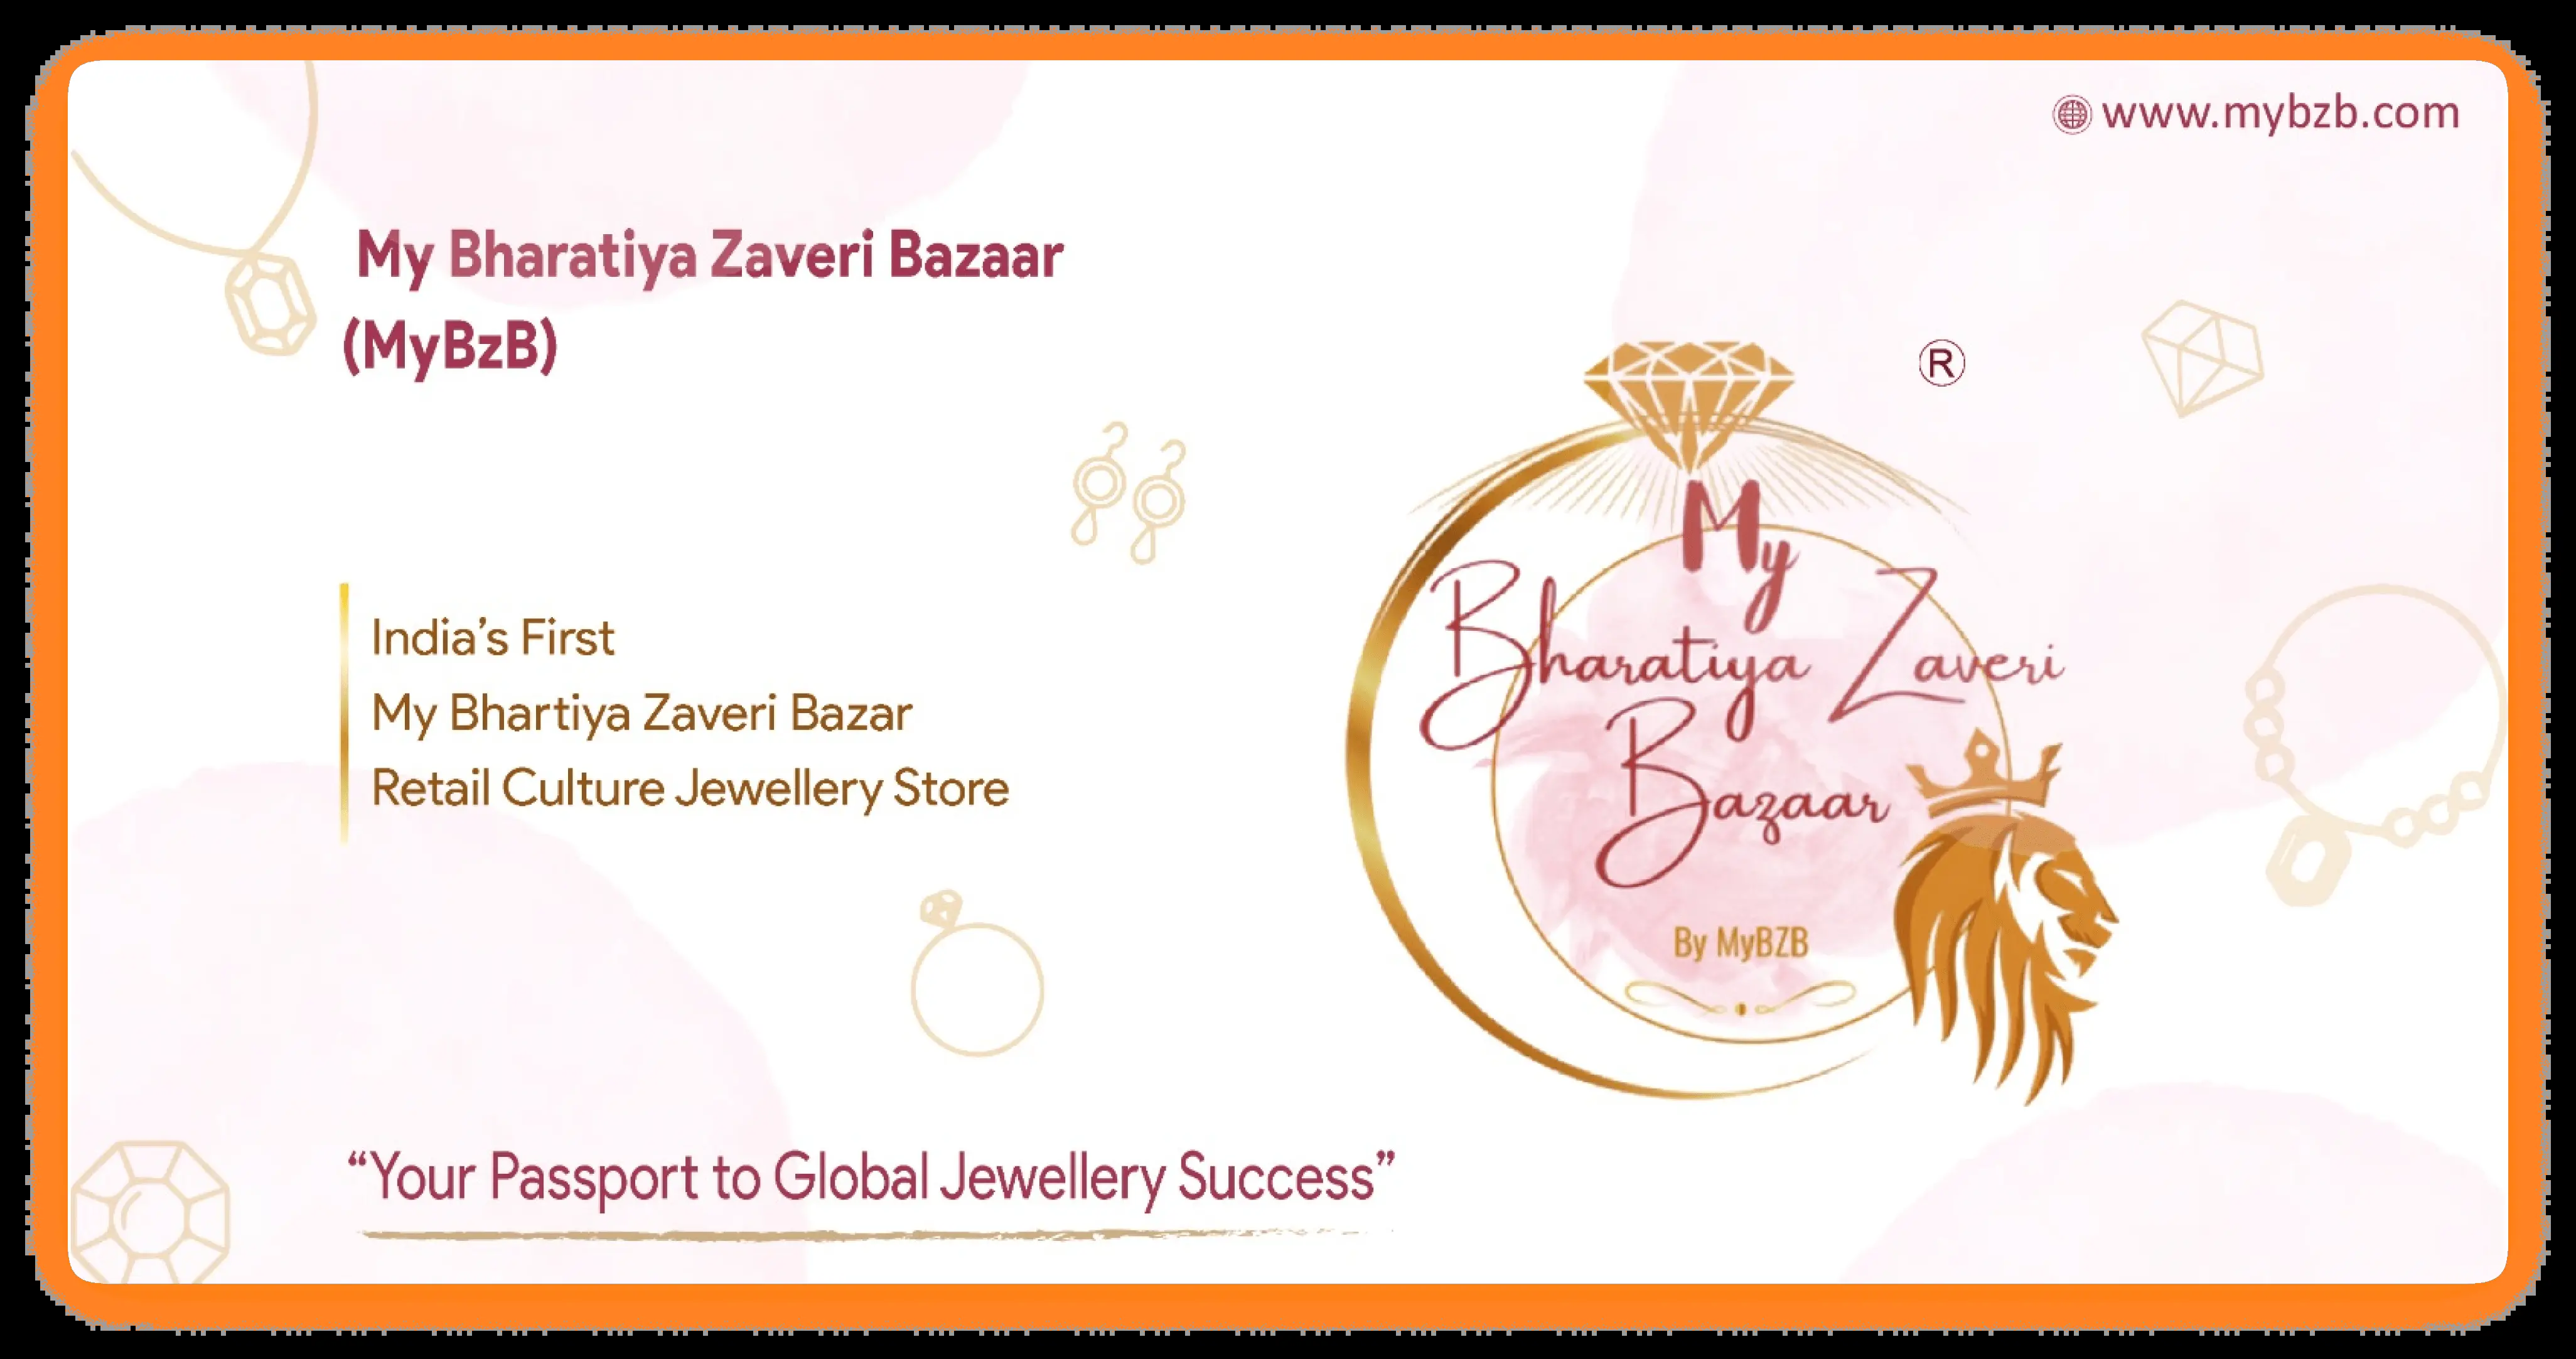 www.mybzb.com
My Bharatiya Zaveri Bazaar
(MyBzB)
India’s First
My Bhartiya Zaveri Bazar
Retail Culture Jewellery Store
“Your Passport to Global Jewellery Success”
®
My
Bharatiya Zaveri
Bazaar
By MyBZB